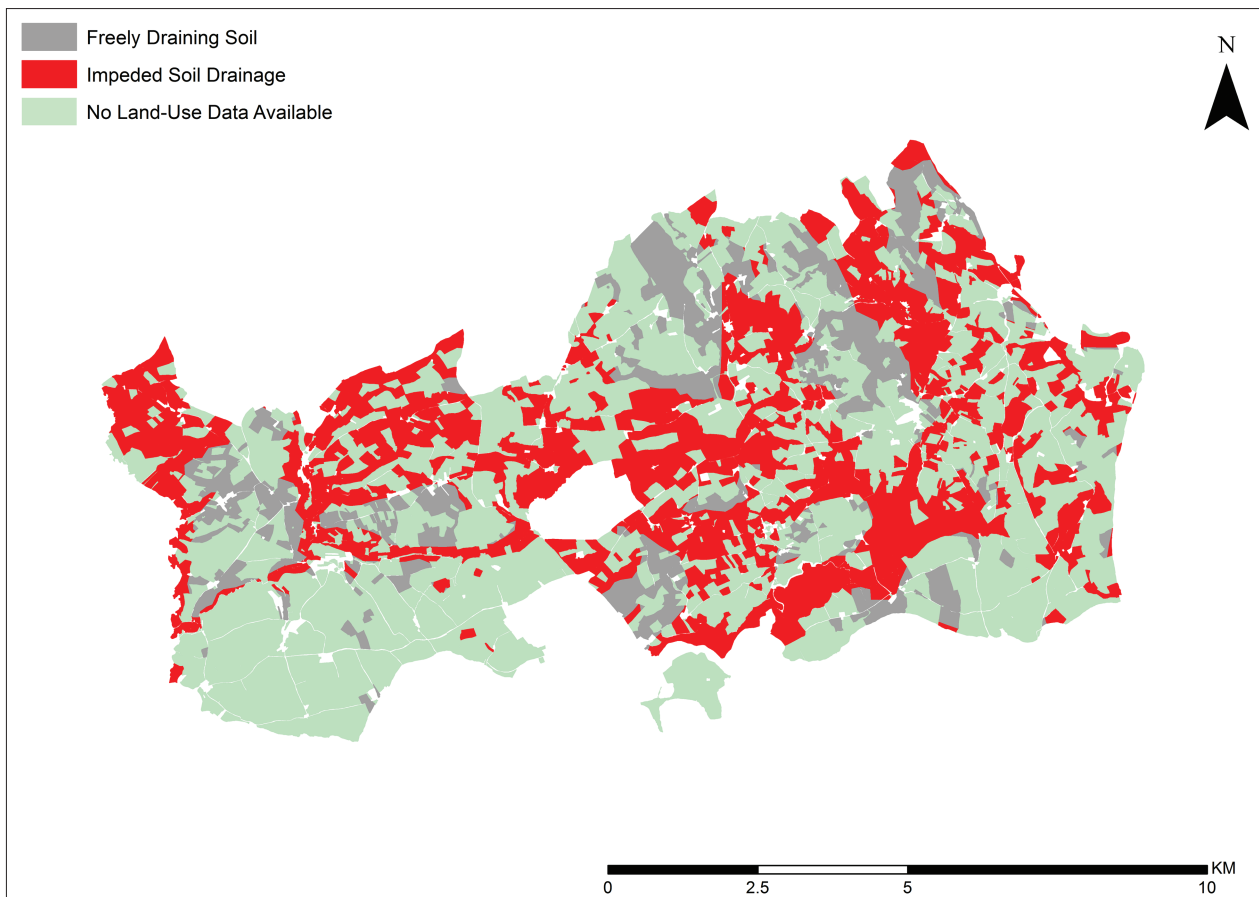 Freely Draining Soil
Impeded Soil Drainage
No Land-Use Data Available
N
KM
0 2.5 5 10